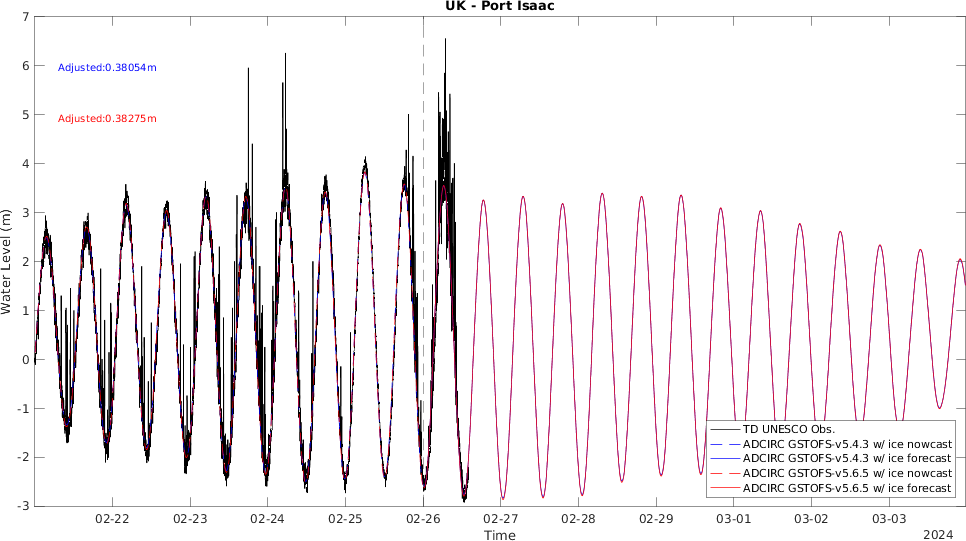 UK - Port Isaac
7
6
5
4
3
2
1
0
-1
-2
-3
Water Level (m)
Adjusted:0.38054m
Adjusted:0.38275m
TD UNESCO Obs.
ADCIRC GSTOFS-v5.4.3 w/ ice nowcast
ADCIRC GSTOFS-v5.4.3 w/ ice forecast
ADCIRC GSTOFS-v5.6.5 w/ ice nowcast
ADCIRC GSTOFS-v5.6.5 w/ ice forecast
02-22 02-23 02-24 02-25 02-26 02-27 02-28 02-29 03-01 03-02 03-03
Time
2024